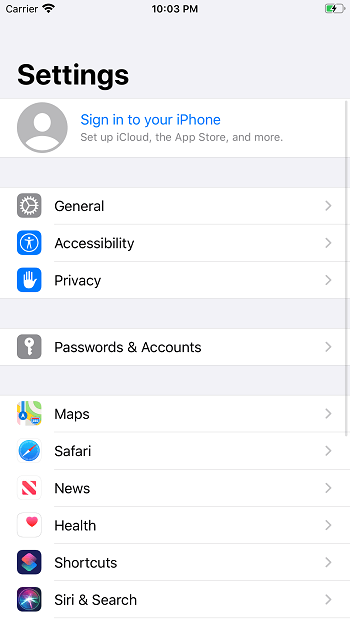 Carrier 10:03 PM
Settings
Sign in to your iPhone
Set up iCloud, the App Store, and more.
General
Accessibility
Privacy
Passwords & Accounts
Maps
Safari
News
Health
Shortcuts
Siri & Search